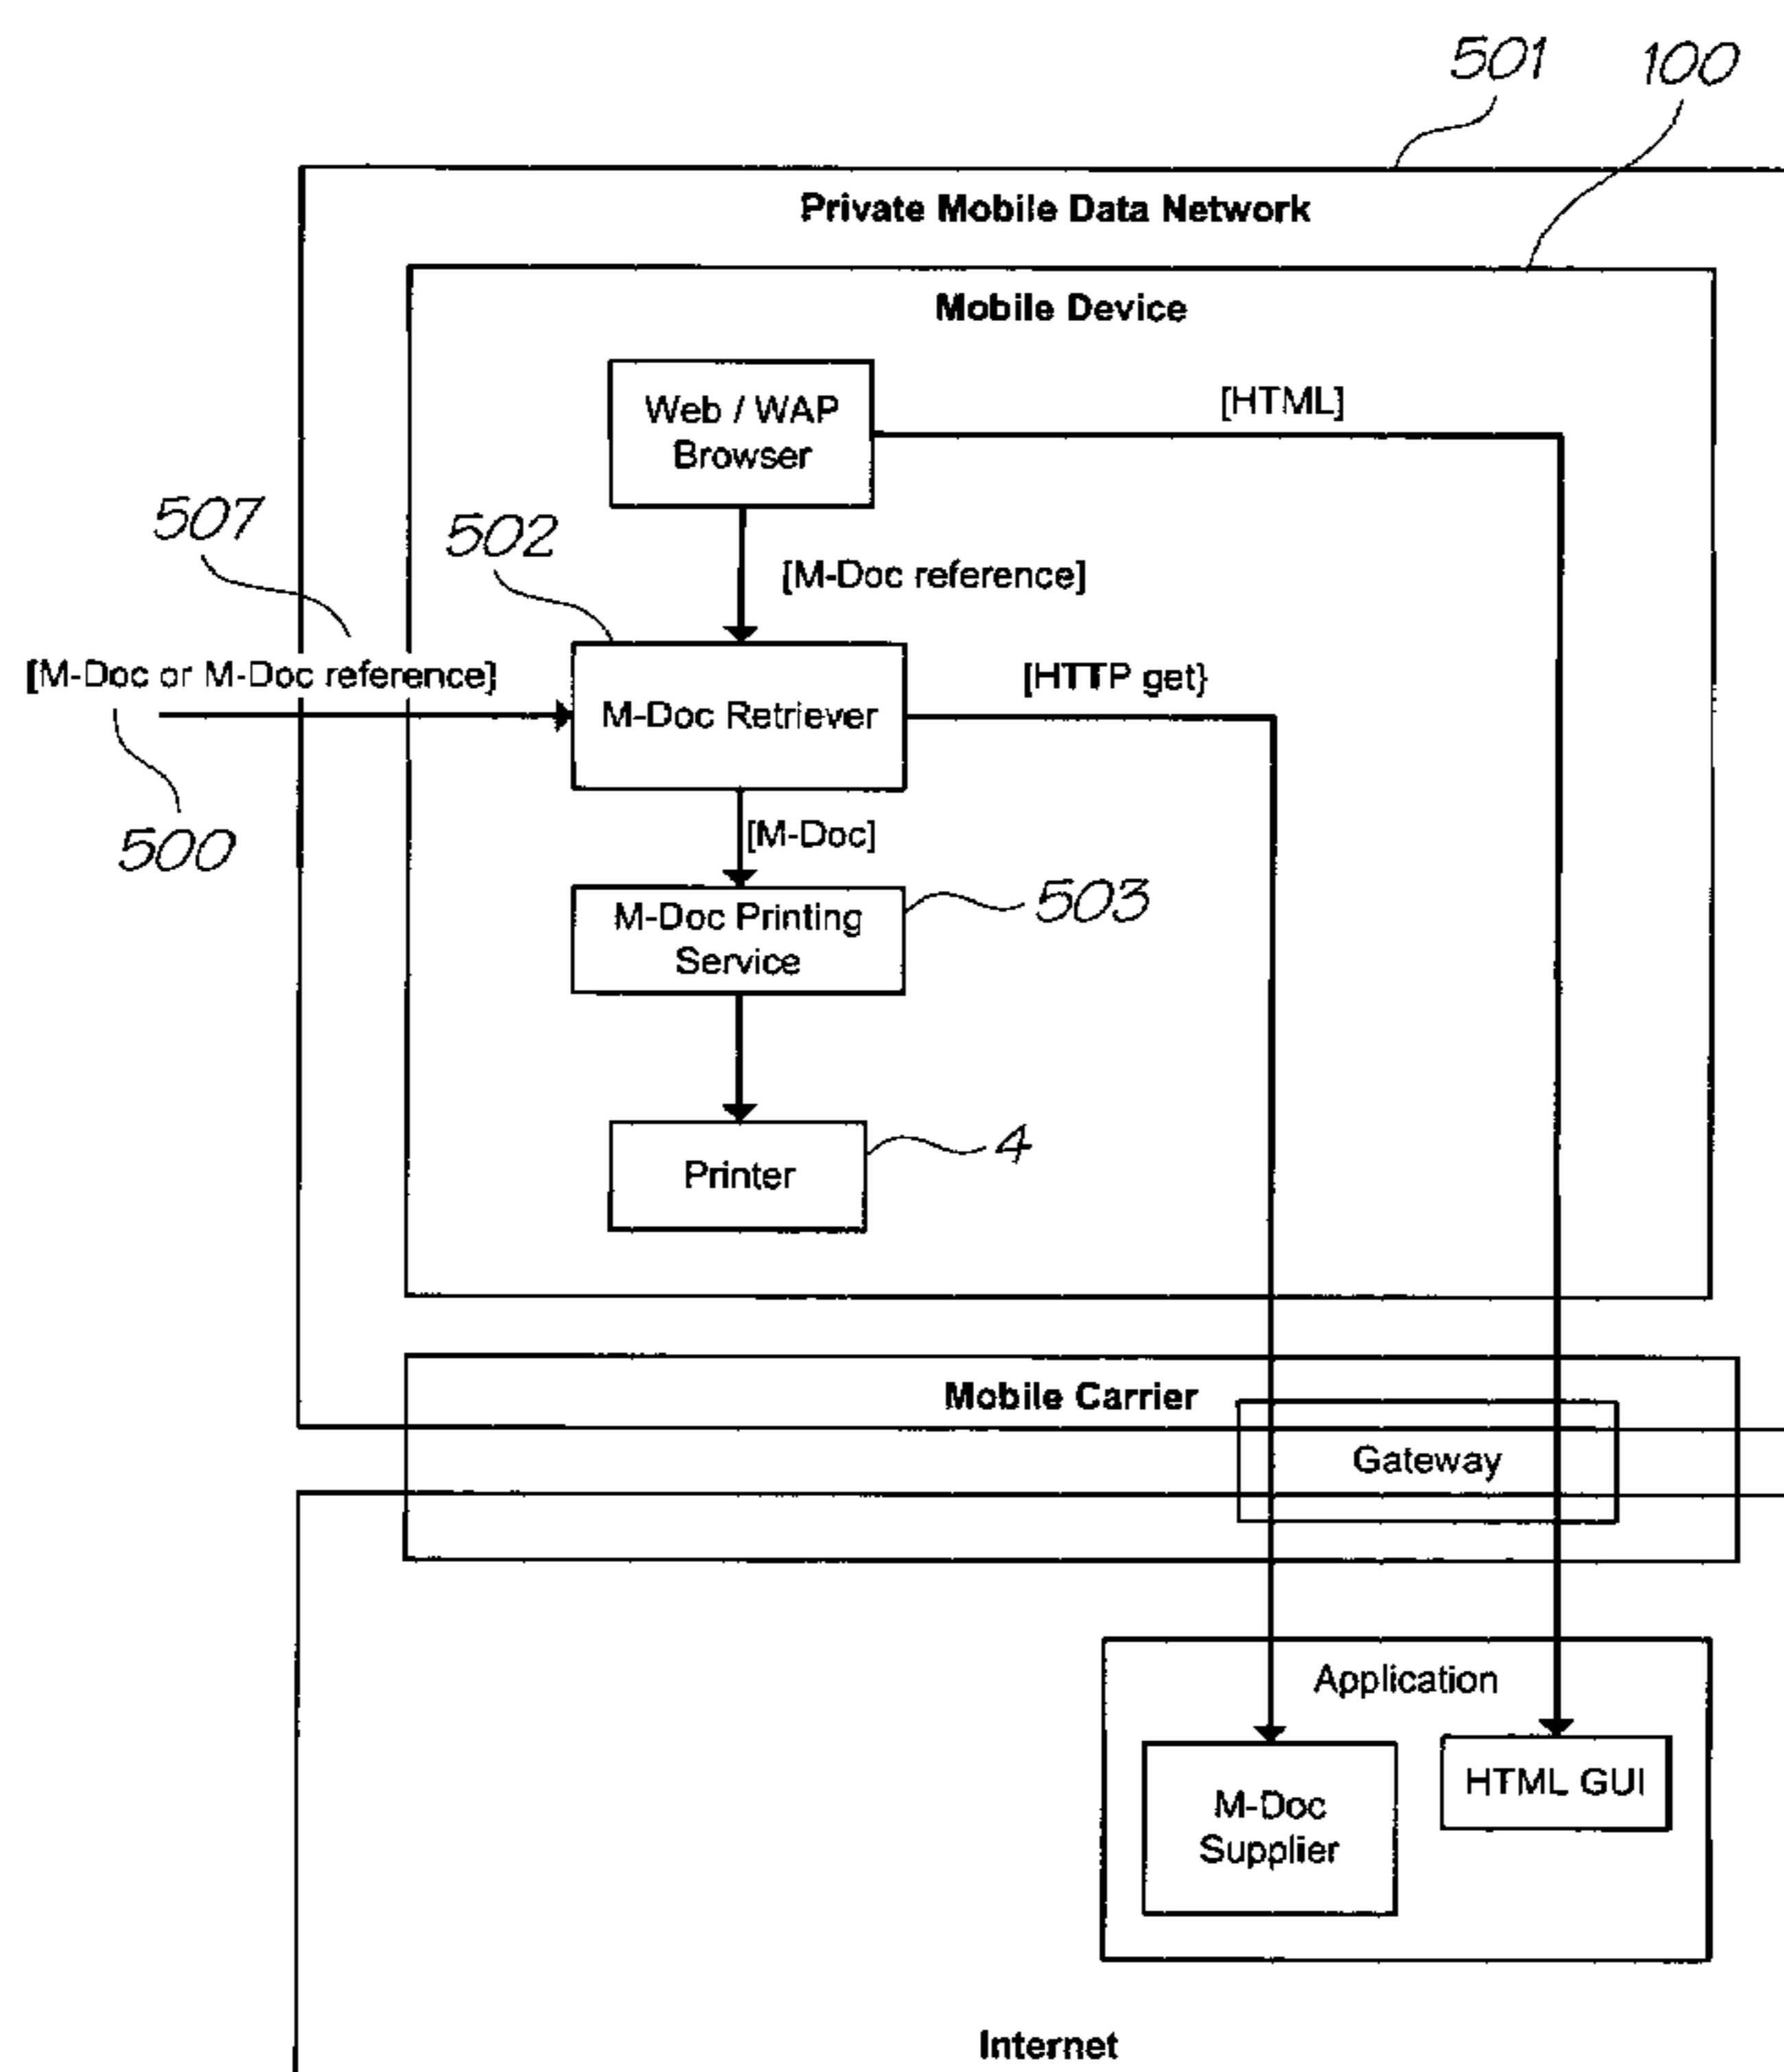 501 100
Private Mobile Data Network
Mobile Device
Web / WAP
Browser
[HTML]
507
502
[M-Doc reference]
[M-Doc or M-Doc reference}
M-Doc Retriever
[HTTP get}
500
[M-Doc]
M-Doc Printing
Service
503
Printer
4
Mobile Carrier
Gateway
Application
M-Doc
Supplier
HTML GUI
Internet